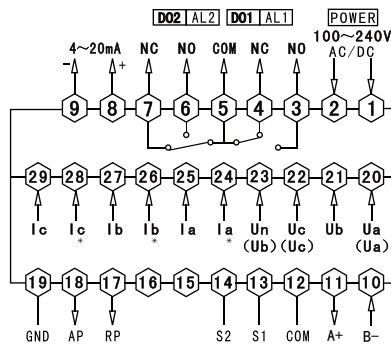 DO2 AL2 DO1 AL1 POWER
4~20mA NC NO COM NC NO 100~240V
AC/DC
- +
9 8 7 6 5 4 3 2 1
29 28 27 26 25 24 23 22 21 20
Ic Ic* Ib Ib* Ia Ia* Un Uc Ub Ua
(Ub) (Uc) (Ua)
19 18 17 16 15 14 13 12 11 10
GND AP RP S2 S1 COM A+ B-